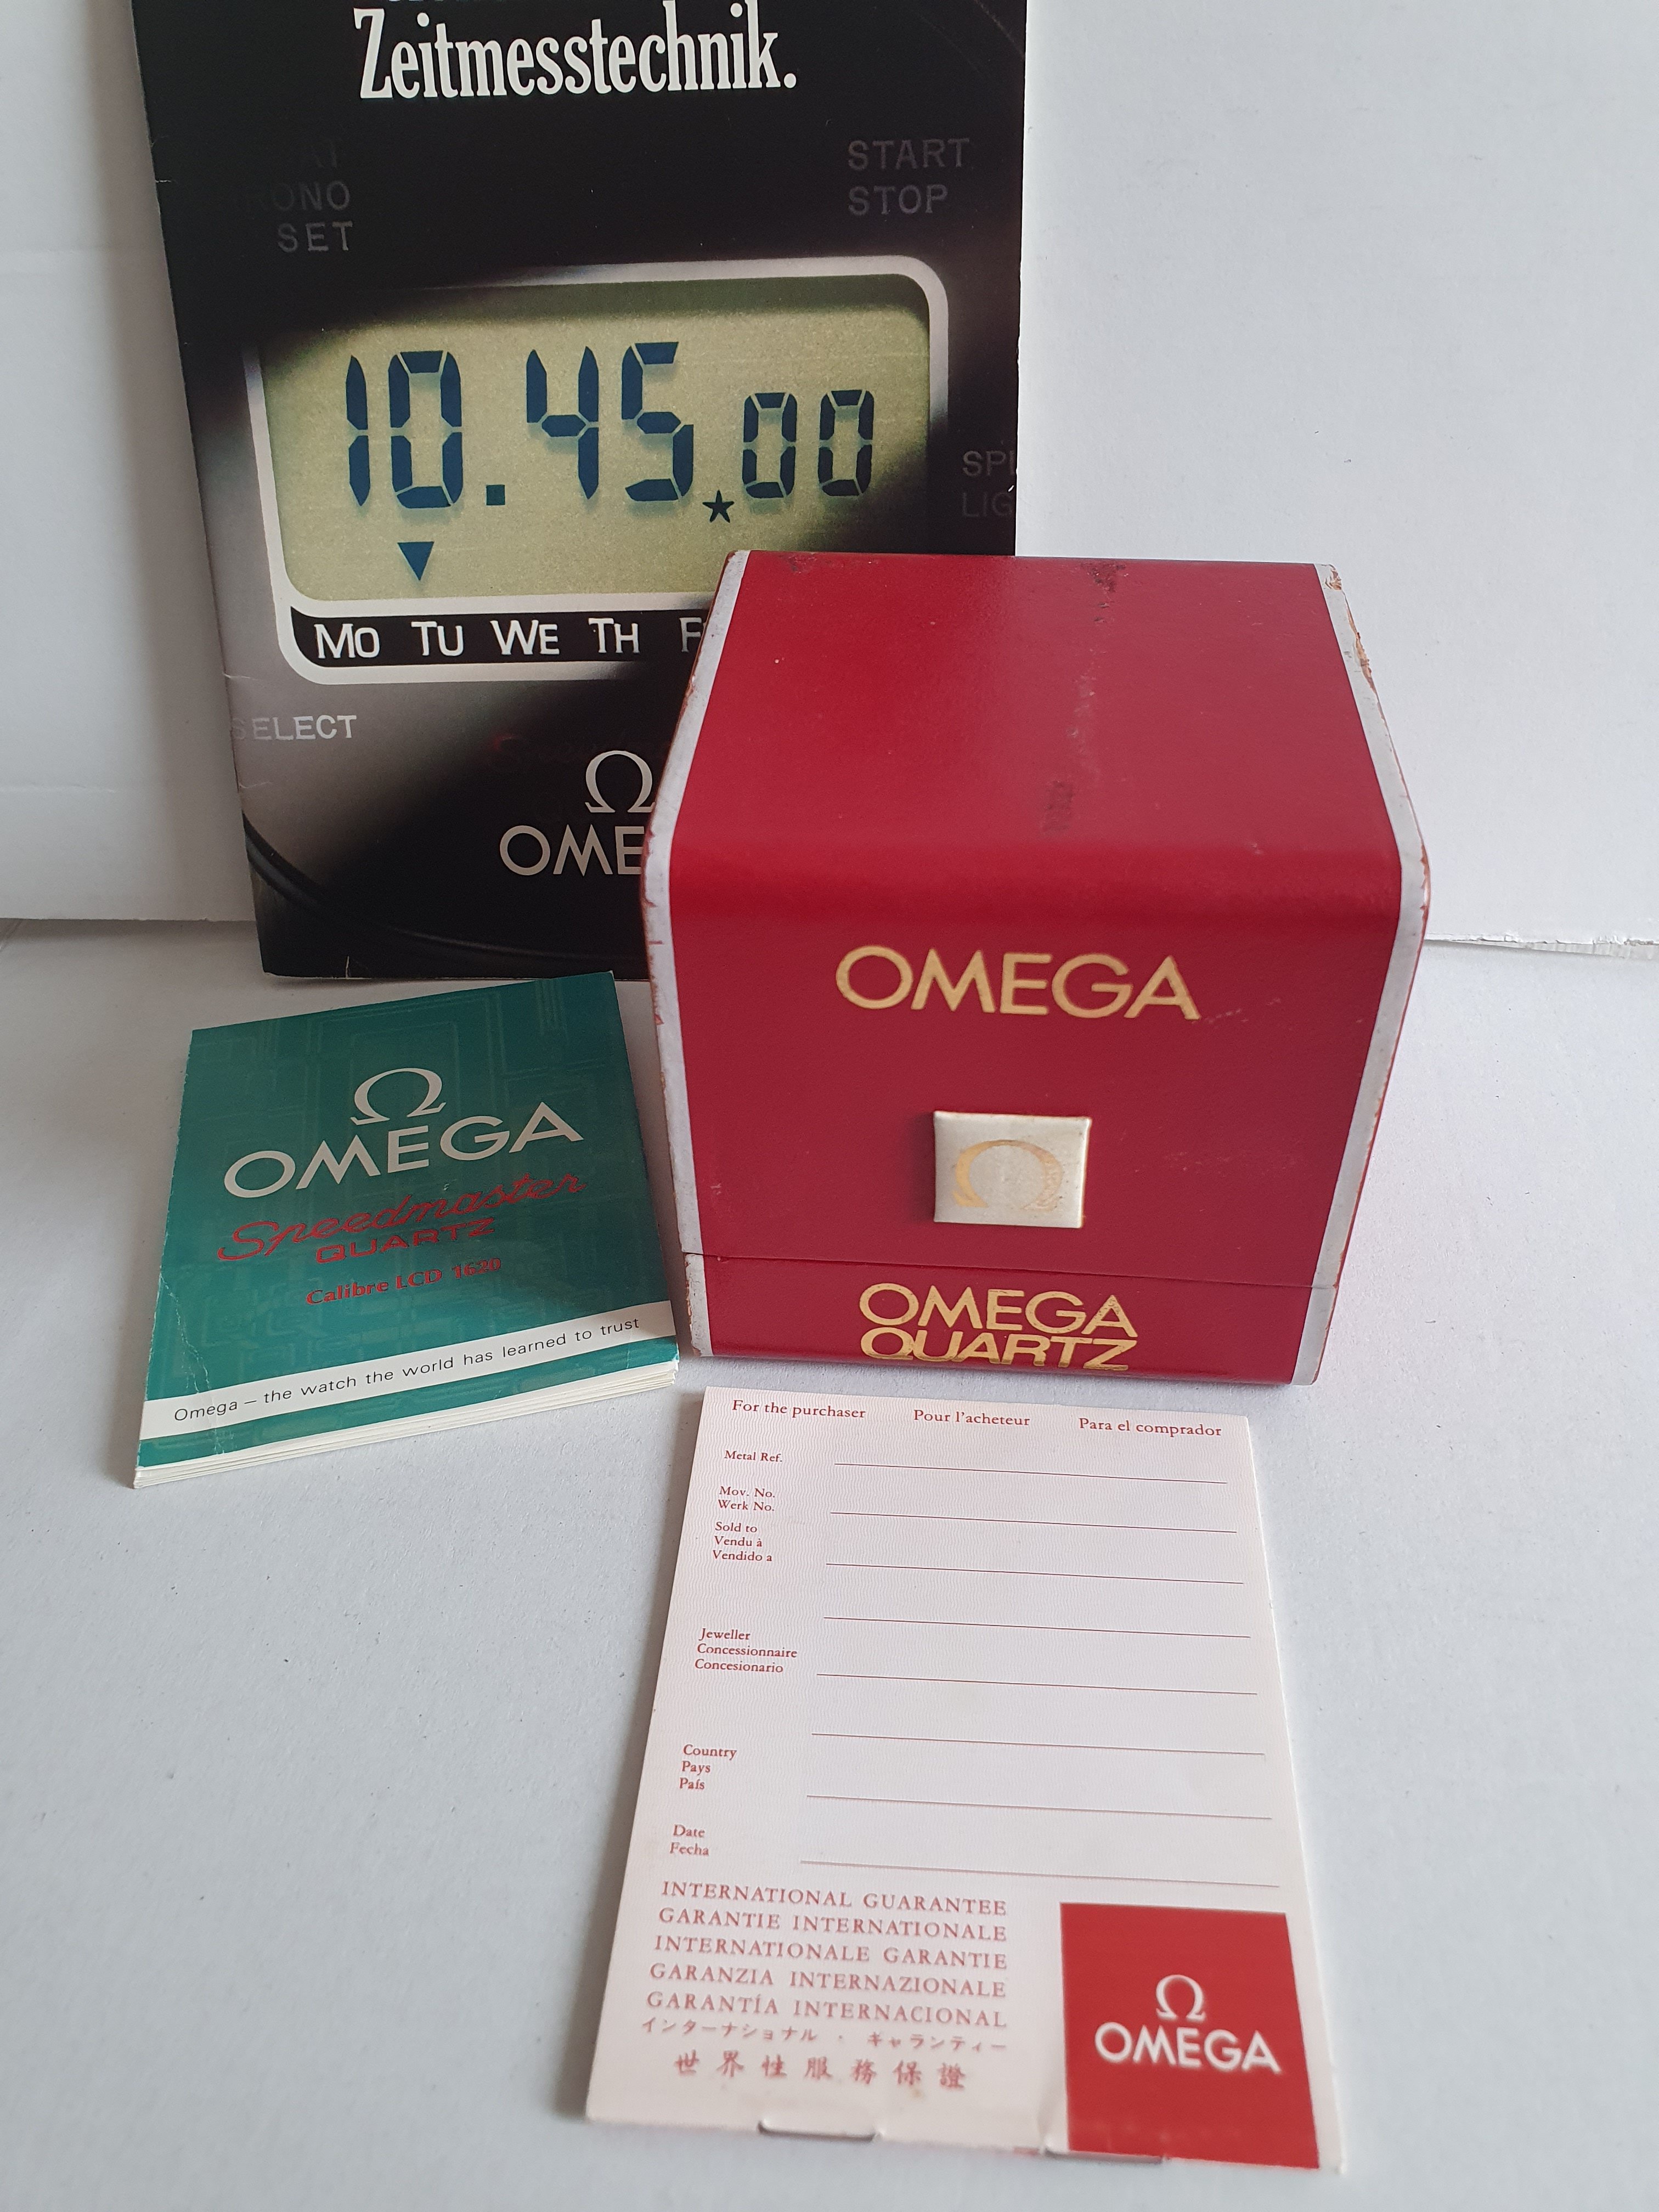 Zeitmesstechnik.
START
STOP
ONO
SET
10.45.00
MO TU WE TH
SELECT
Ω
OME
OMEGA
Ω
OMEGA
QUARTZ
Ω
OMEGA
Speedmaster
QUARTZ
Calibre LCD 1620
Omega – the watch the world has learned to trust
For the purchaser Pour l'acheteur Para el comprador
Metal Ref.
Mov. No.
Werk No.
Sold to
Vendu à
Vendido a
Jeweller
Concessionnaire
Concesionario
Country
Pays
País
Date
Fecha
INTERNATIONAL GUARANTEE
GARANTIE INTERNATIONALE
INTERNATIONALE GARANTIE
GARANZIA INTERNAZIONALE
GARANTÍA INTERNACIONAL
インターナショナル・ギャランティー
世界性服務保證
Ω
OMEGA